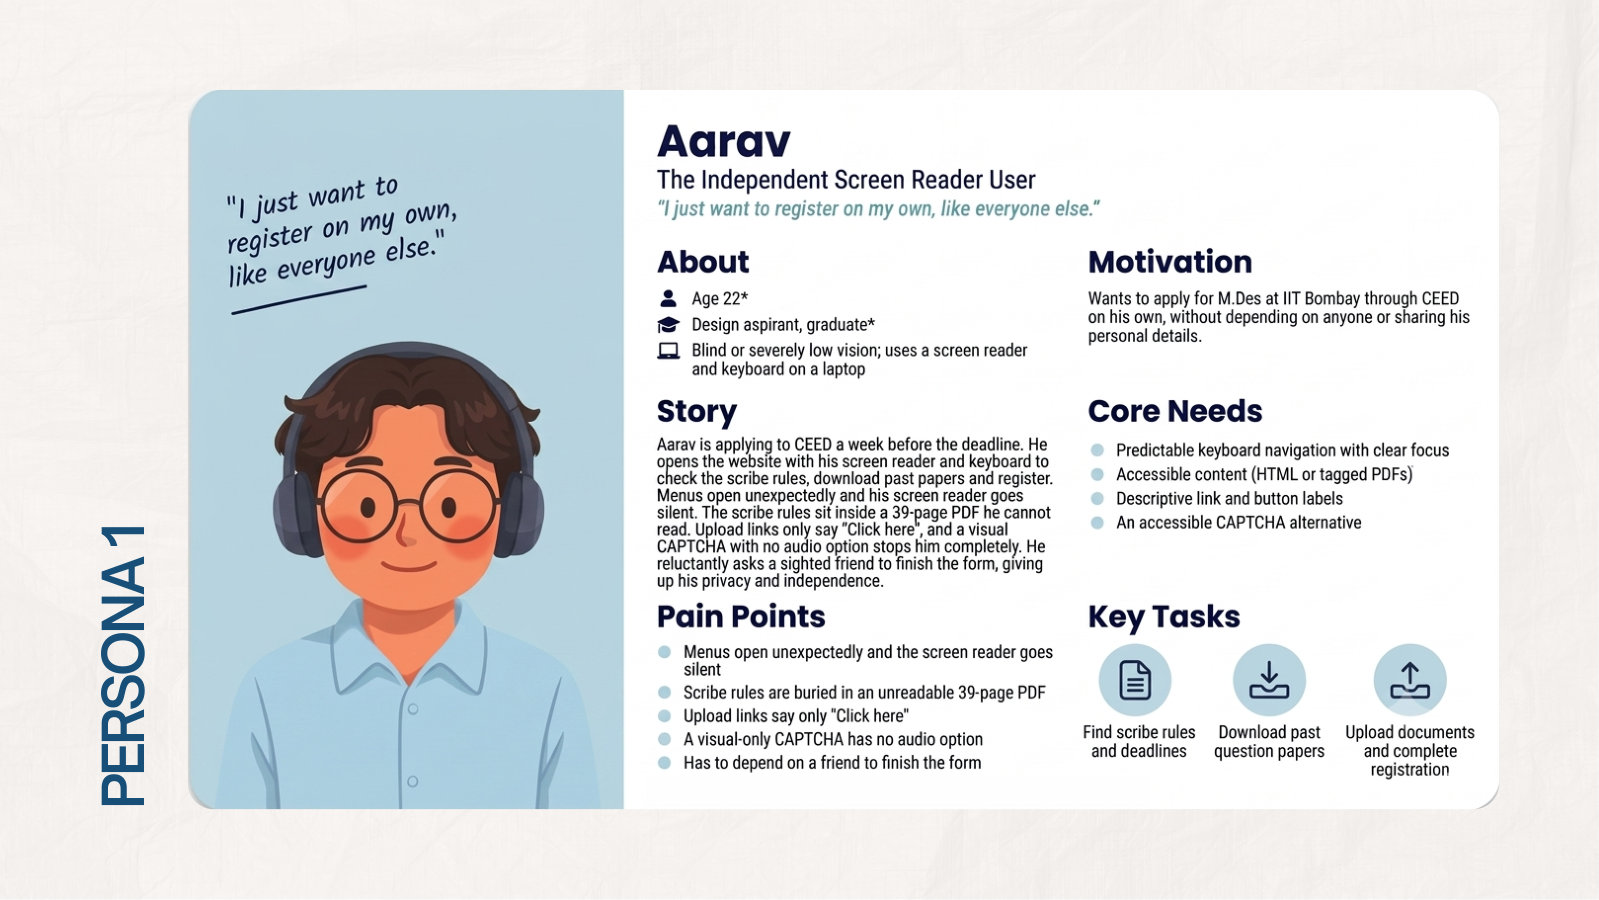 PERSONA 1
"I just want to
register on my own,
like everyone else."
Aarav
The Independent Screen Reader User
“I just want to register on my own, like everyone else.”
About
Age 22*
Design aspirant, graduate*
Blind or severely low vision; uses a screen reader
and keyboard on a laptop
Story
Aarav is applying to CEED a week before the deadline. He
opens the website with his screen reader and keyboard to
check the scribe rules, download past papers and register.
Menus open unexpectedly and his screen reader goes
silent. The scribe rules sit inside a 39-page PDF he cannot
read. Upload links only say "Click here", and a visual
CAPTCHA with no audio option stops him completely. He
reluctantly asks a sighted friend to finish the form, giving
up his privacy and independence.
Pain Points
Menus open unexpectedly and the screen reader goes
silent
Scribe rules are buried in an unreadable 39-page PDF
Upload links say only "Click here"
A visual-only CAPTCHA has no audio option
Has to depend on a friend to finish the form
Motivation
Wants to apply for M.Des at IIT Bombay through CEED
on his own, without depending on anyone or sharing his
personal details.
Core Needs
Predictable keyboard navigation with clear focus
Accessible content (HTML or tagged PDFs)
Descriptive link and button labels
An accessible CAPTCHA alternative
Key Tasks
Find scribe rules
and deadlines
Download past
question papers
Upload documents
and complete
registration